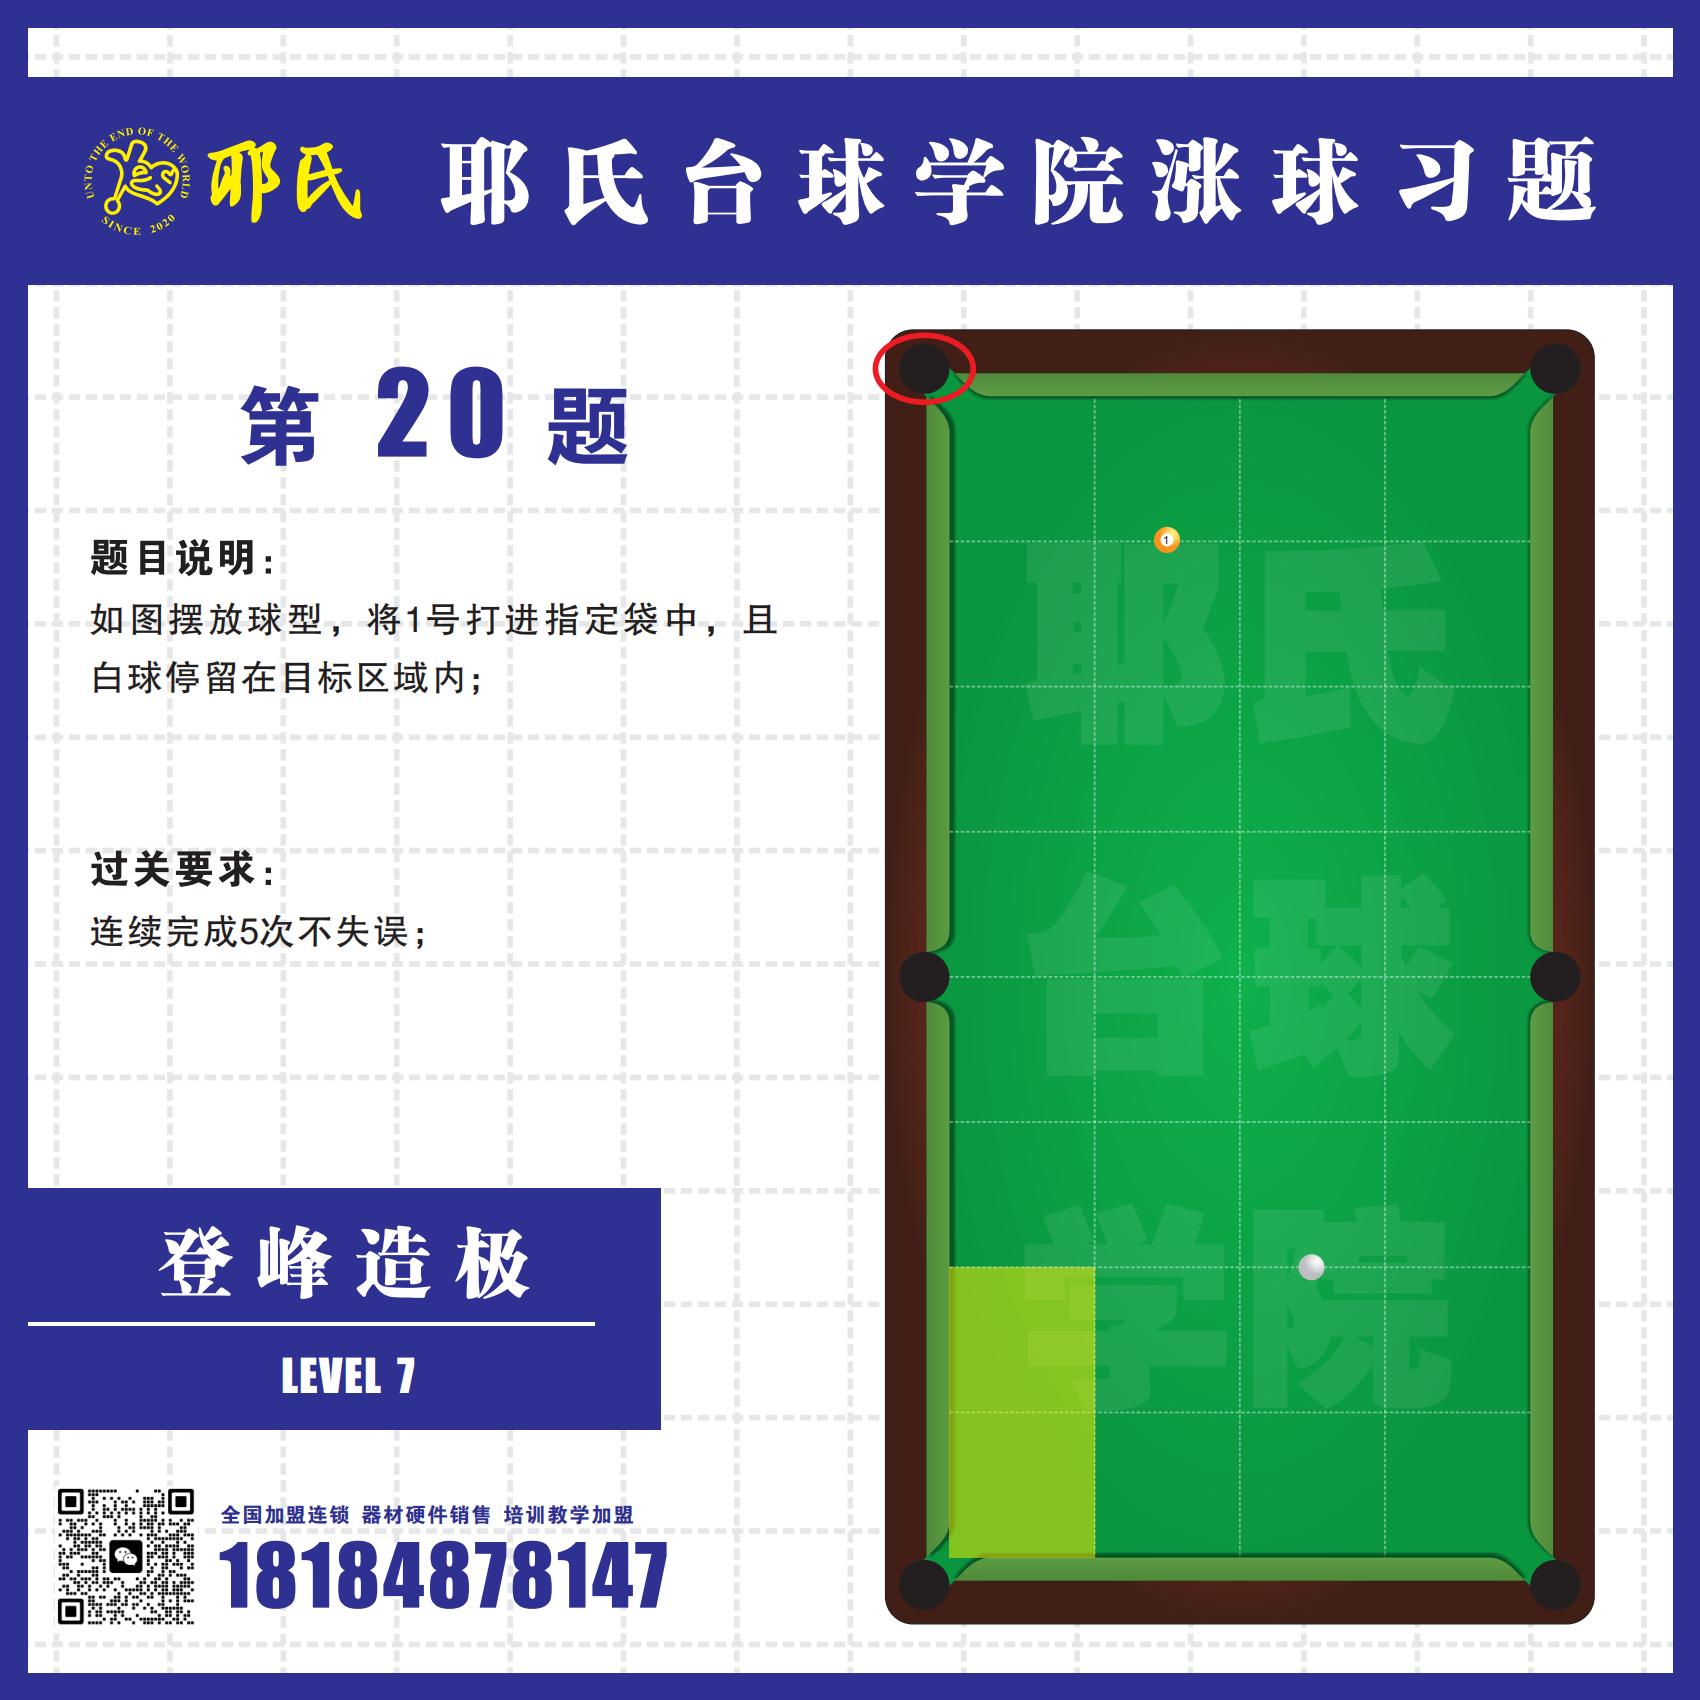 UNTO THE END OF THE WORLD
SINCE 2020
耶氏
耶氏台球学院涨球习题
第 20 题
题目说明：
如图摆放球型，将1号打进指定袋中，且
白球停留在目标区域内；
过关要求：
连续完成5次不失误；
登峰造极
LEVEL 7
全国加盟连锁 器材硬件销售 培训教学加盟
18184878147
1
耶氏
台球
学院